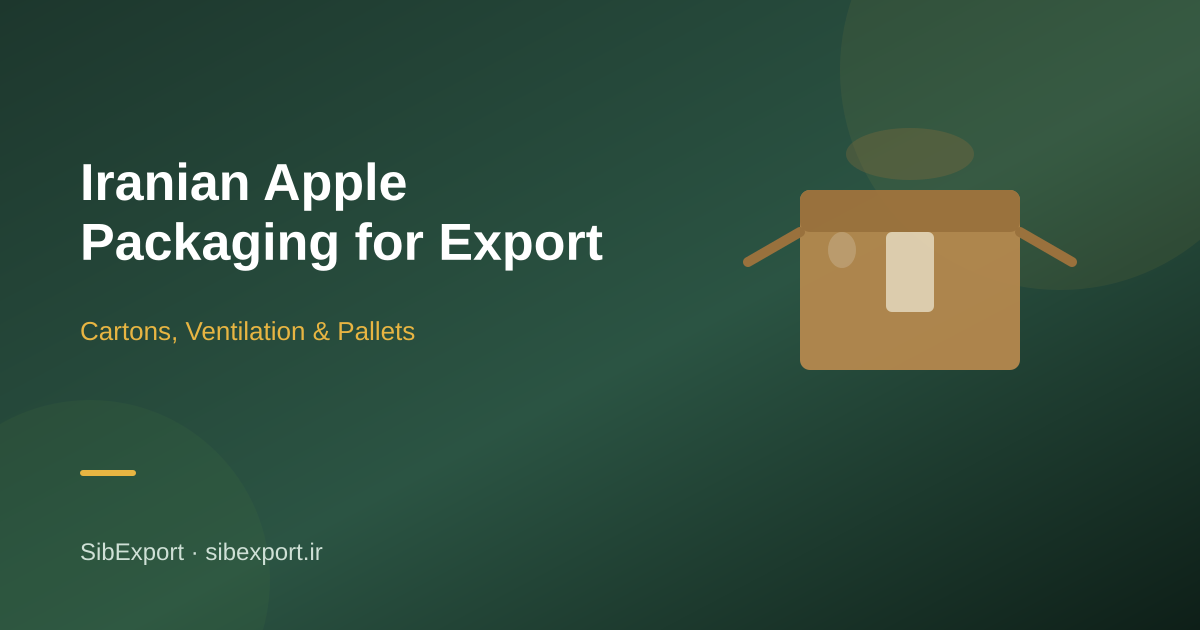 Iranian Apple
Packaging for Export
Cartons, Ventilation & Pallets
SibExport · sibexport.ir